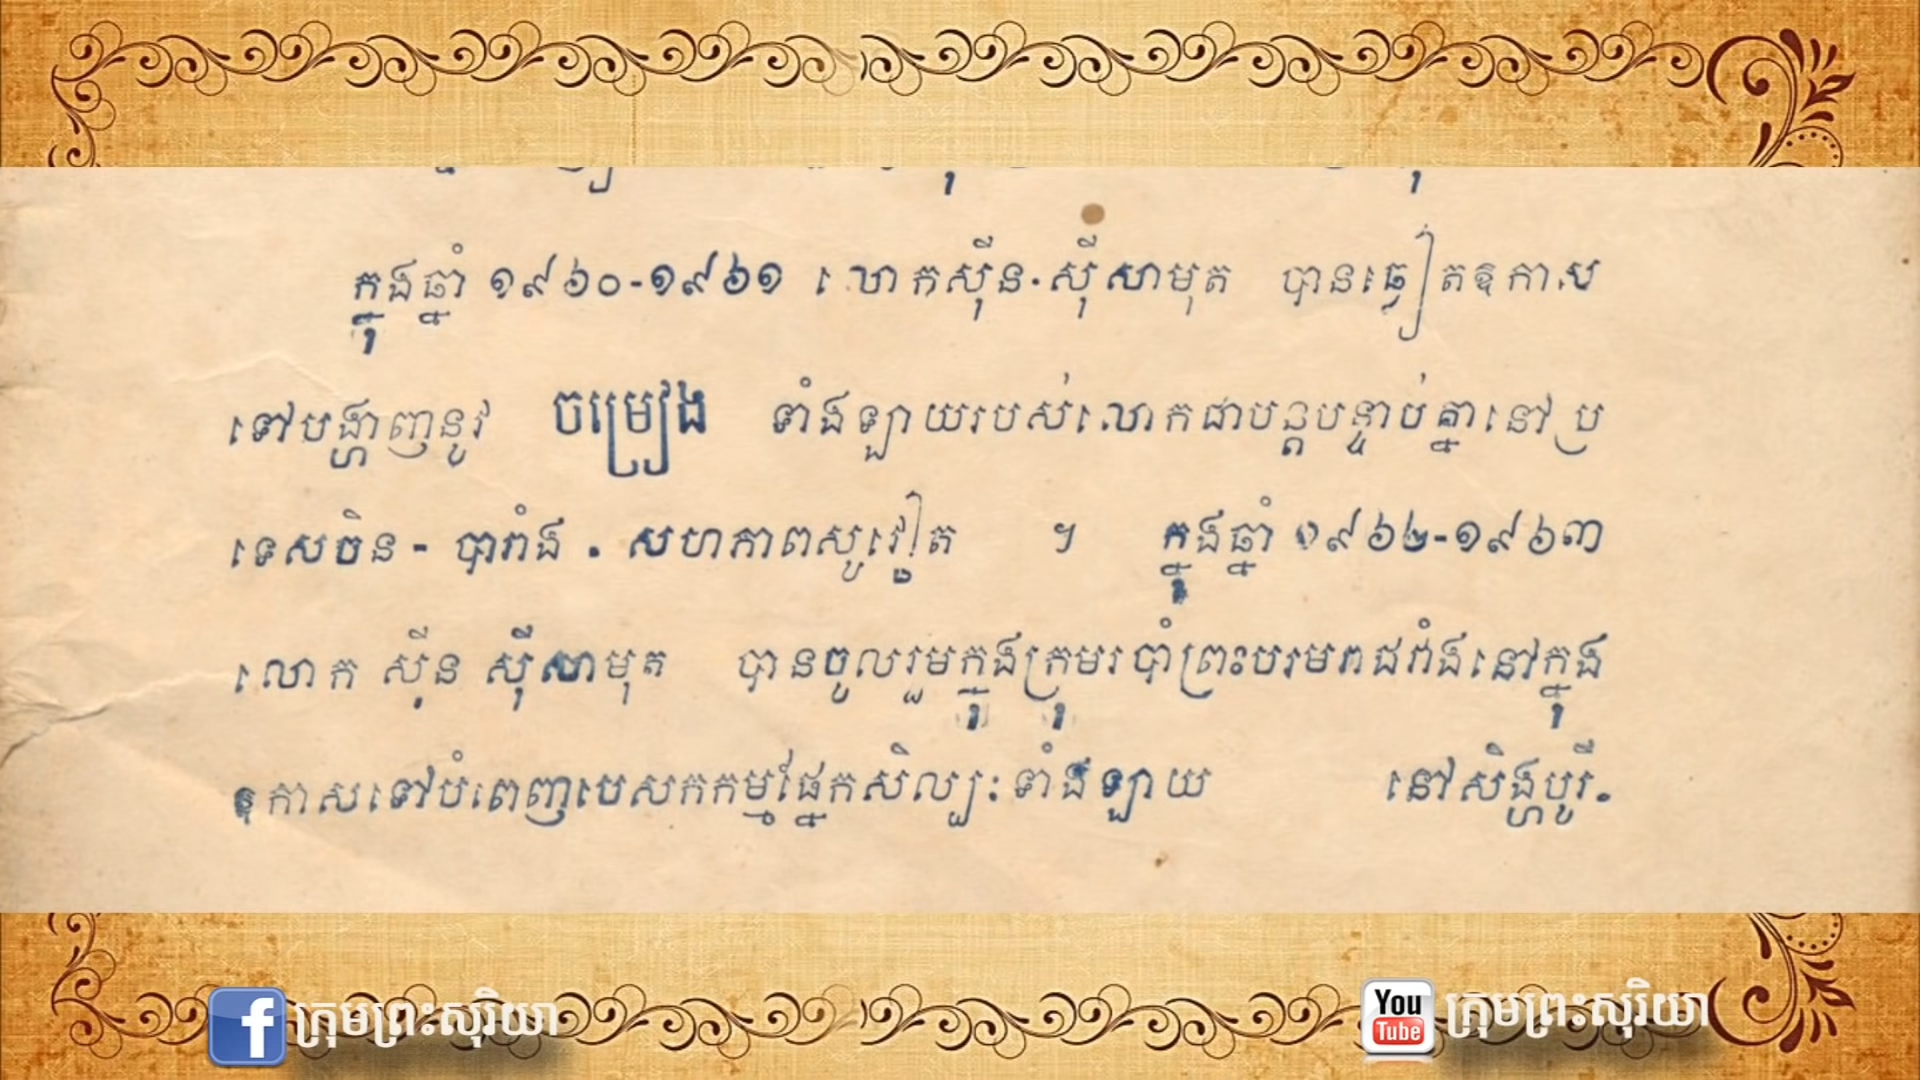 ក្នុងឆ្នាំ ១៩៦០-១៩៦១ លោកស៊ីន.ស៊ីសាមុត បានធ្វៀតឧកាស
ទៅបង្ហាញនូវ ចម្រៀង ទាំងឡាយរបស់លោកជាបន្តបន្ទាប់គ្នានៅប្រ
ទេសចិន - បារាំង . សហភាពសូវៀត ។ ក្នុងឆ្នាំ ១៩៦២-១៩៦៣
លោក ស៊ីន ស៊ីសាមុត បានចូលរួមក្នុងក្រុមរបាំព្រះបរមរាជវាំងនៅក្នុង
ឧកាសទៅបំពេញបេសកកម្មផ្នែកសិល្បៈទាំងឡាយ នៅសិង្ហបូរី.
ក្រុមព្រះសុរិយា
You Tube ក្រុមព្រះសុរិយា